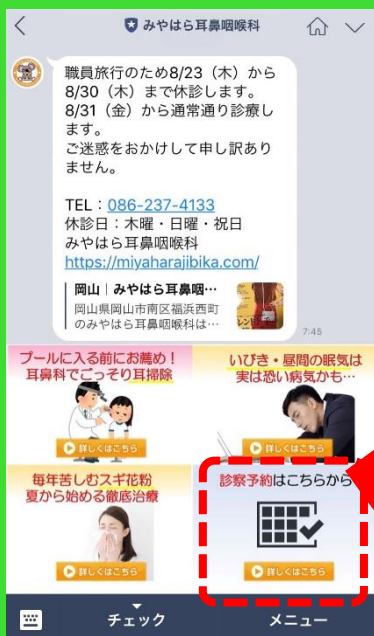 みやはら耳鼻咽喉科
職員旅行のため8/23（木）から
8/30（木）まで休診します。
8/31（金）から通常通り診療し
ます。
ご迷惑をおかけして申し訳あり
ません。
TEL：086-237-4133
休診日：木曜・日曜・祝日
みやはら耳鼻咽喉科
https://miyaharajibika.com/
岡山｜みやはら耳鼻咽…
岡山県岡山市南区福浜西町
のみやはら耳鼻咽喉科は…
7:45
プールに入る前にお薦め！
耳鼻科でごっそり耳掃除
詳しくはこちら
いびき・昼間の眠気は
実は恐い病気かも…
詳しくはこちら
毎年苦しむスギ花粉
夏から始める徹底治療
詳しくはこちら
診察予約はこちらから
詳しくはこちら
チェック
メニュー